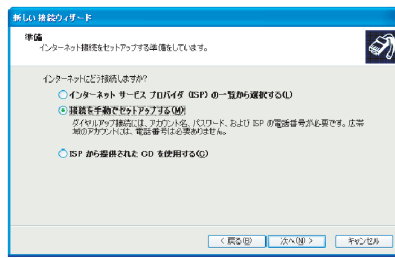 新しい接続ウィザード
準備
インターネット接続をセットアップする準備をしています。
インターネットにどう接続しますか?
インターネット サービス プロバイダ (ISP) の一覧から選択する(L)
接続を手動でセットアップする(M)
ダイヤルアップ接続には、アカウント名、パスワード、および ISP の電話番号が必要です。広帯
域のアカウントには、電話番号は必要ありません。
ISP から提供された CD を使用する(C)
< 戻る(B)
次へ(N) >
キャンセル